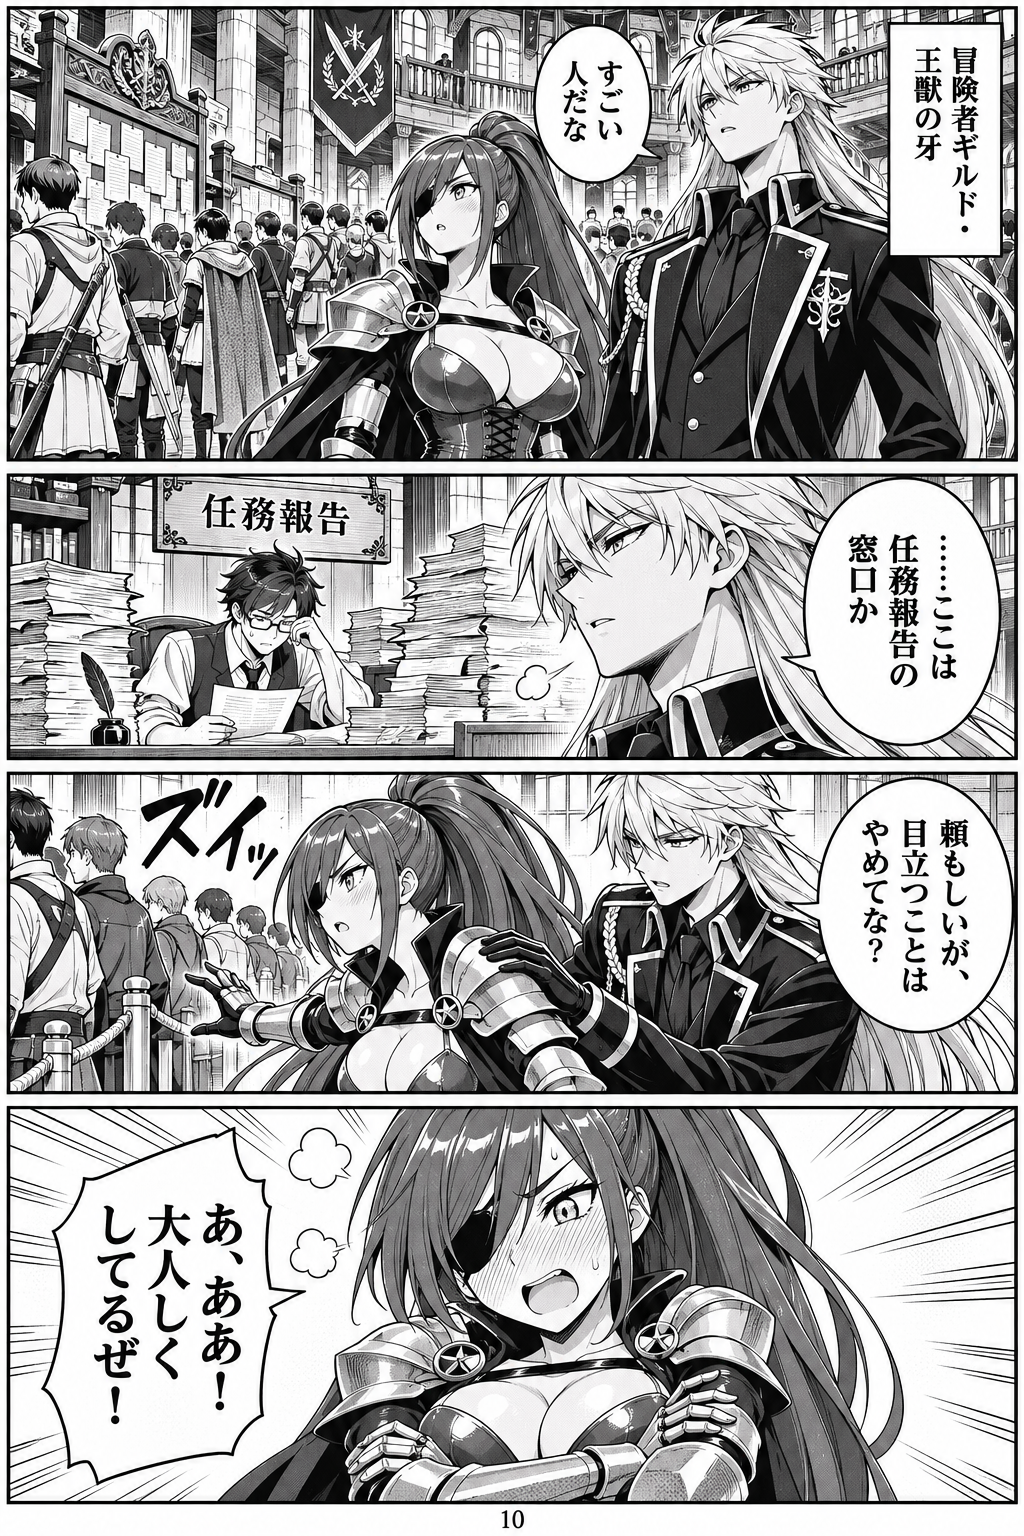 冒険者ギルド・
王獣の牙
すごい
人だな
任務報告
……ここは
任務報告の
窓口か
ズイッ
頼もしいが、
目立つことは
やめてな?
あ、ああ!
大人しく
してるぜ!
10